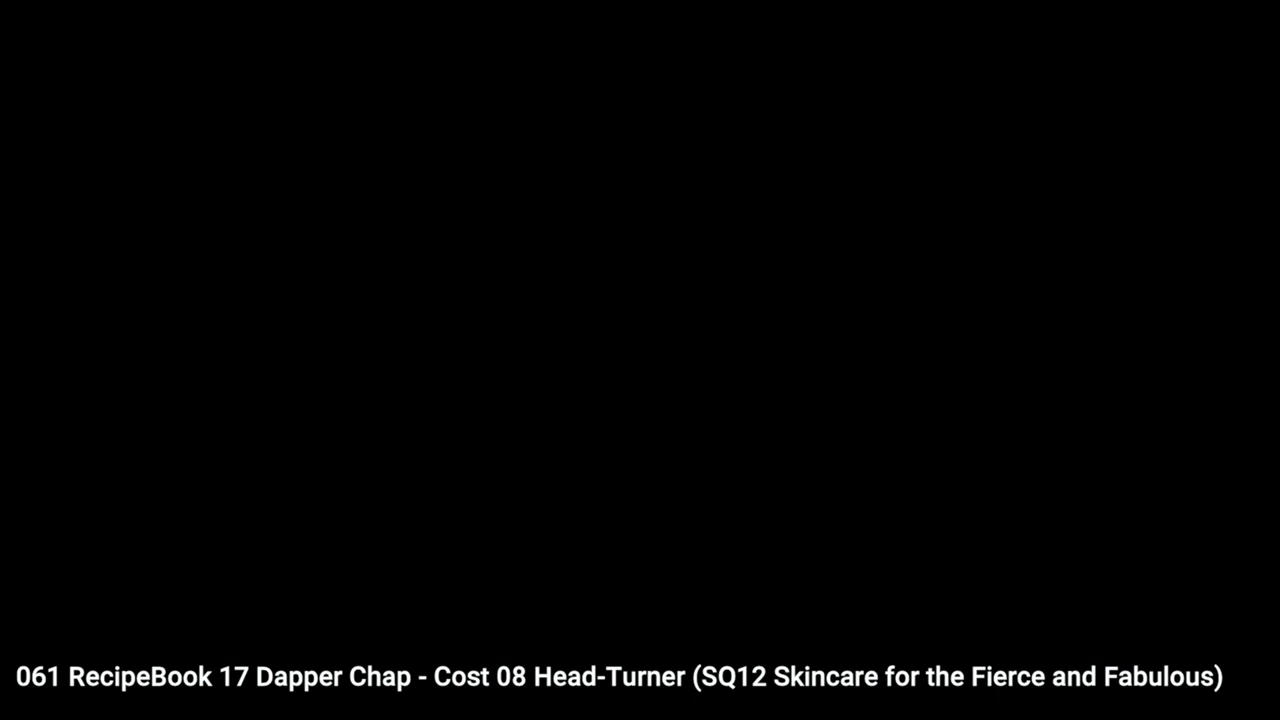 061 RecipeBook 17 Dapper Chap - Cost 08 Head-Turner (SQ12 Skincare for the Fierce and Fabulous)